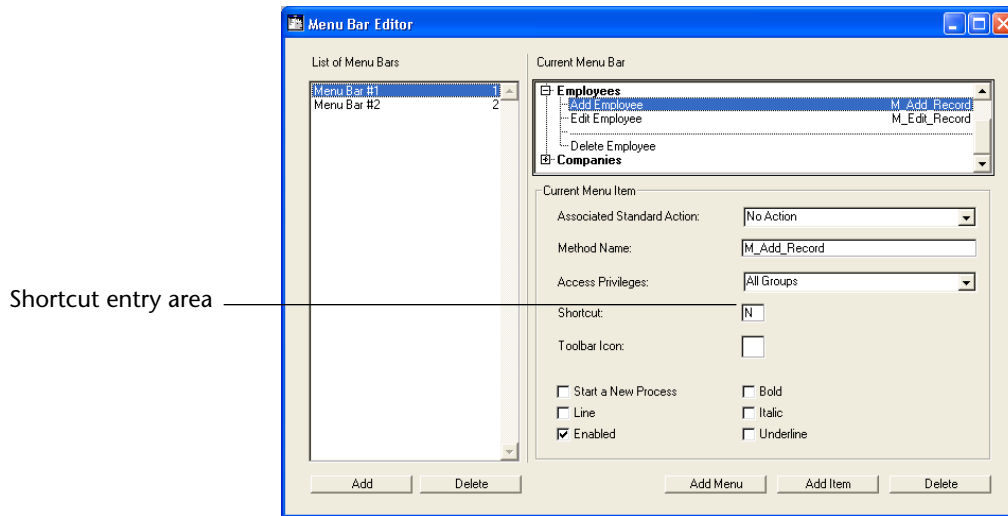 Menu Bar Editor
List of Menu Bars
Menu Bar #1 1
Menu Bar #2 2
Current Menu Bar
Employees
Add Employee M_Add_Record
Edit Employee M_Edit_Record
Delete Employee
Companies
Current Menu Item
Associated Standard Action: No Action
Method Name: M_Add_Record
Access Privileges: All Groups
Shortcut entry area
Shortcut: N
Toolbar Icon:
Start a New Process Bold
Line Italic
Enabled Underline
Add Delete Add Menu Add Item Delete